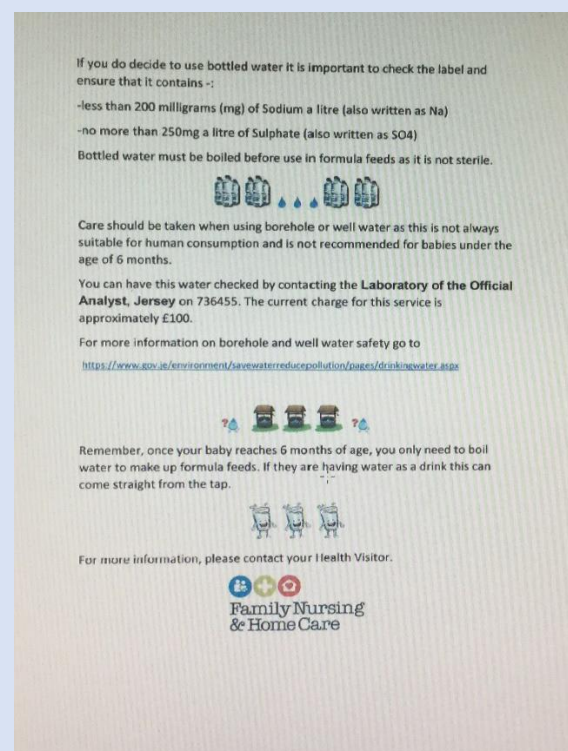 If you do decide to use bottled water it is important to check the label and
ensure that it contains -:
-less than 200 milligrams (mg) of Sodium a litre (also written as Na)
-no more than 250mg a litre of Sulphate (also written as SO4)
Bottled water must be boiled before use in formula feeds as it is not sterile.
Care should be taken when using borehole or well water as this is not always
suitable for human consumption and is not recommended for babies under the
age of 6 months.
You can have this water checked by contacting the Laboratory of the Official
Analyst, Jersey on 736455. The current charge for this service is
approximately £100.
For more information on borehole and well water safety go to
https://www.gov.je/environment/savewaterreducepollution/pages/drinkingwater.aspx
? ?
Remember, once your baby reaches 6 months of age, you only need to boil
water to make up formula feeds. If they are having water as a drink this can
come straight from the tap.
For more information, please contact your Health Visitor.
Family Nursing
& Home Care